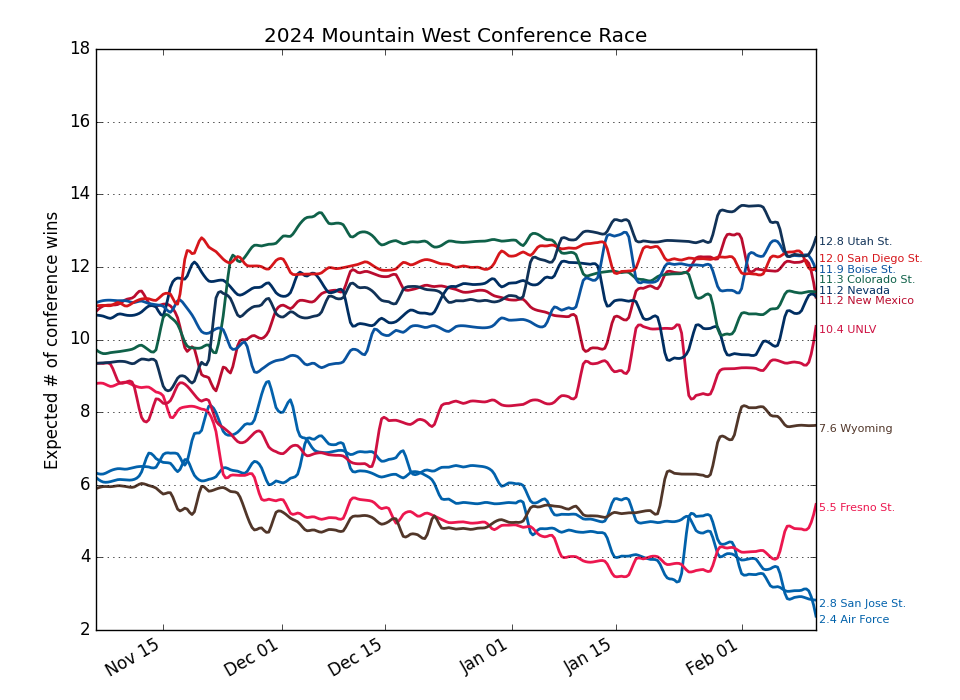 2024 Mountain West Conference Race
Expected # of conference wins
18
16
14
12
10
8
6
4
2
12.8 Utah St.
12.0 San Diego St.
11.9 Boise St.
11.3 Colorado St.
11.2 Nevada
11.2 New Mexico
10.4 UNLV
7.6 Wyoming
5.5 Fresno St.
2.8 San Jose St.
2.4 Air Force
Nov 15
Dec 01
Dec 15
Jan 01
Jan 15
Feb 01